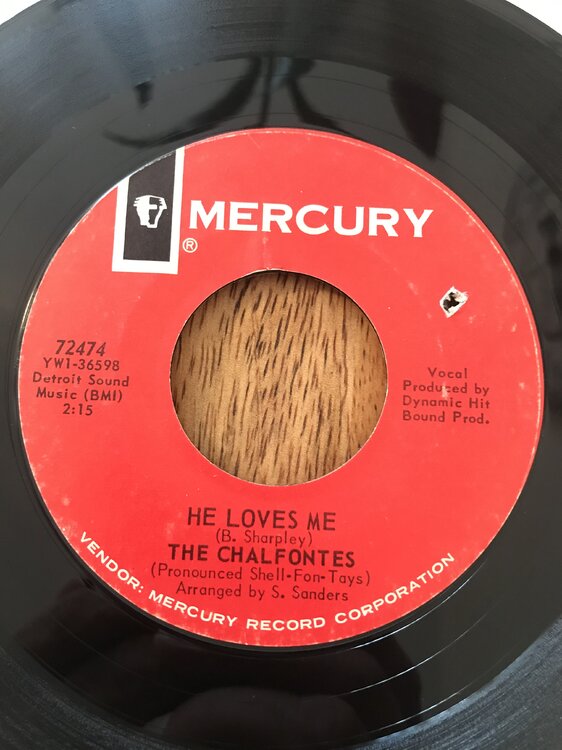 MERCURY
®
72474
YW1-36598
Detroit Sound
Music (BMI)
2:15
Vocal
Produced by
Dynamic Hit
Bound Prod.
HE LOVES ME
(B. Sharpley)
THE CHALFONTES
(Pronounced Shell-Fon-Tays)
Arranged by S. Sanders
VENDOR: MERCURY RECORD CORPORATION